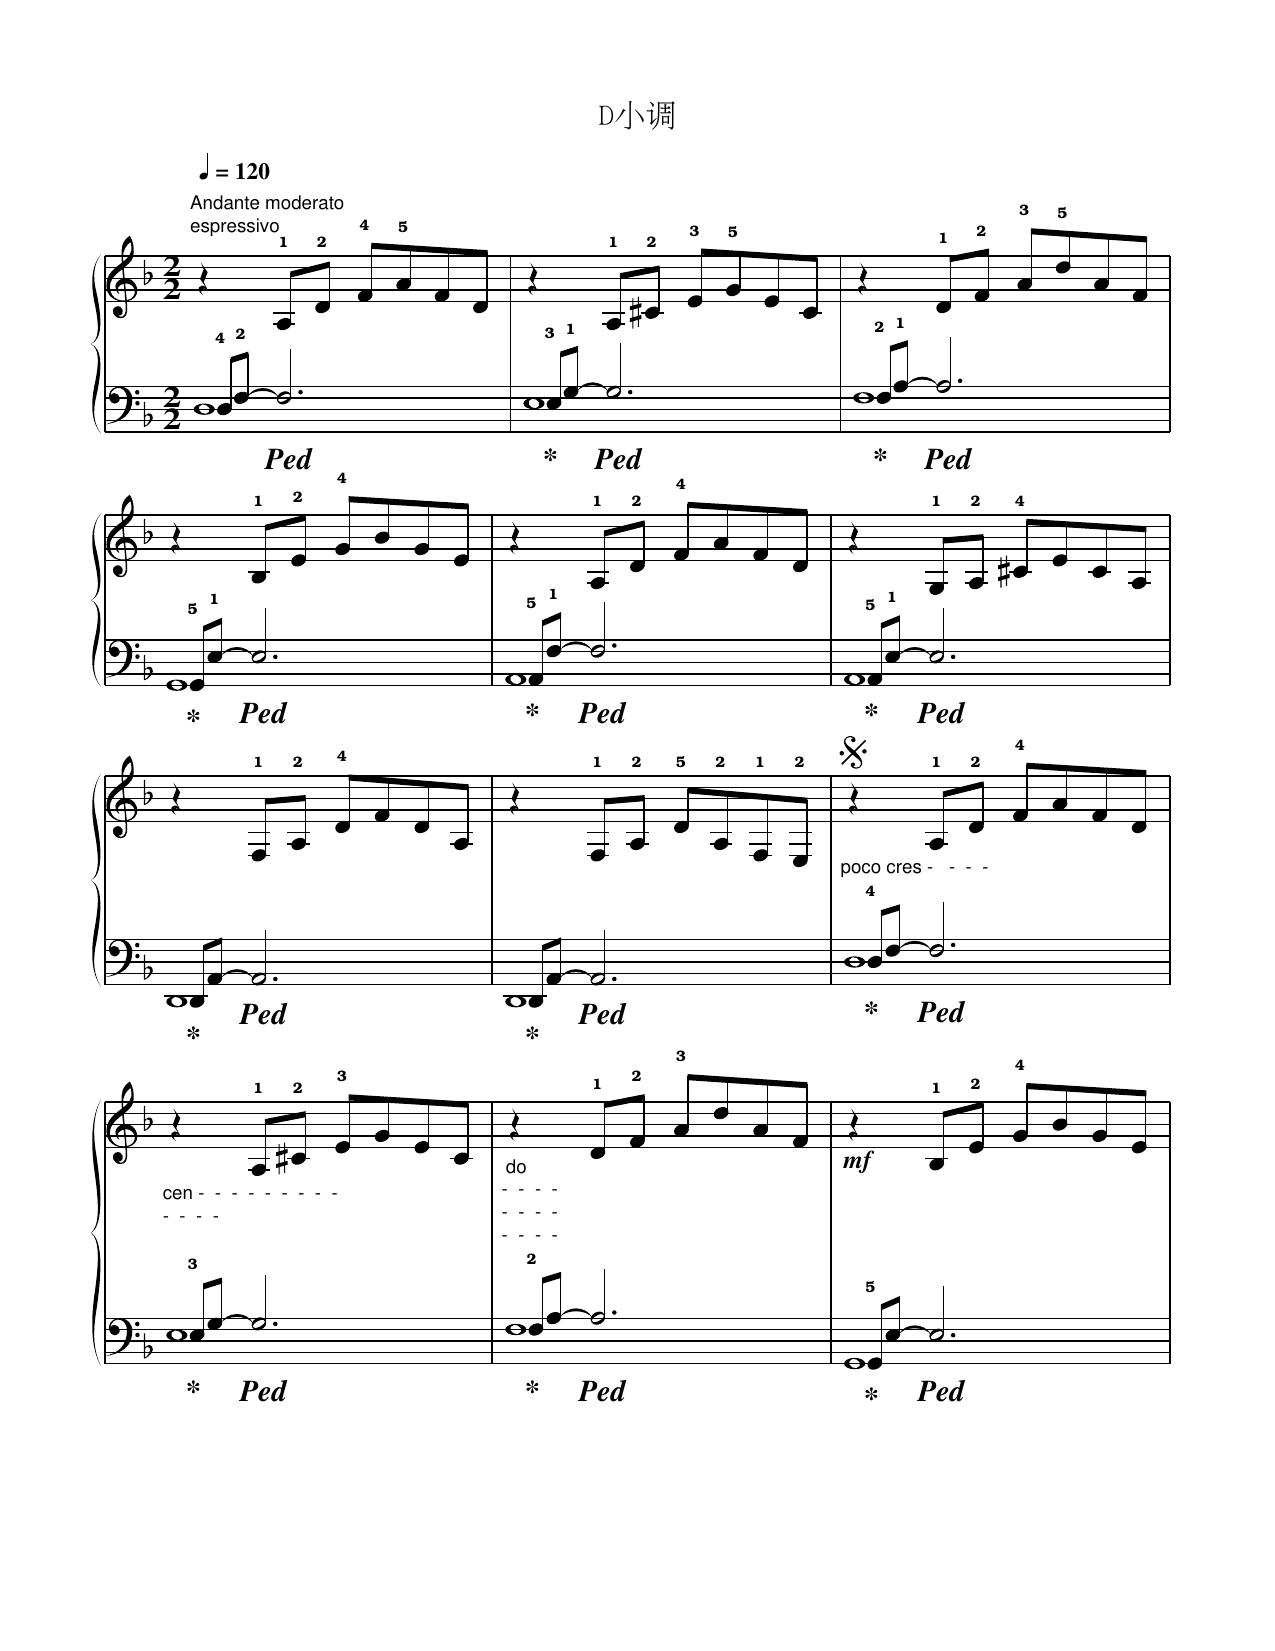 D小调
♩ = 120
Andante moderato
espressivo
1 2 4 5 1 2 3 5 1 2 3 5
2 2
4 2 3 1 2 1
2 2
Ped * Ped * Ped
1 2 4 1 2 4 1 2 4
5 1 5 1 5 1
* Ped * Ped * Ped
1 2 4 1 2 5 2 1 2 1 2 4
poco cres - - - - -
4
* Ped * Ped * Ped
1 2 3 1 2 3 1 2 4
mf
do
cen - - - - - - - - -
- - - -
- - - -
- - - -
- - - -
3 2 5
* Ped * Ped * Ped